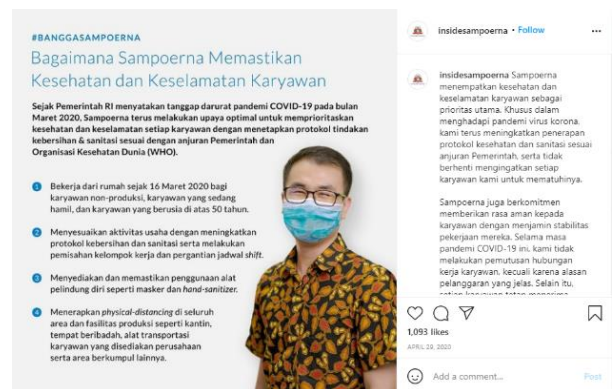 #BANGGASAMPOERNA
Bagaimana Sampoerna Memastikan
Kesehatan dan Keselamatan Karyawan
Sejak Pemerintah RI menyatakan tanggap darurat pandemi COVID-19 pada bulan
Maret 2020, Sampoerna terus melakukan upaya optimal untuk memprioritaskan
kesehatan dan keselamatan setiap karyawan dengan menetapkan protokol tindakan
kebersihan & sanitasi sesuai dengan anjuran Pemerintah dan
Organisasi Kesehatan Dunia (WHO).
1 Bekerja dari rumah sejak 16 Maret 2020 bagi
karyawan non-produksi, karyawan yang sedang
hamil, dan karyawan yang berusia di atas 50 tahun.
2 Menyesuaikan aktivitas usaha dengan meningkatkan
protokol kebersihan dan sanitasi serta melakukan
pemisahan kelompok kerja dan pergantian jadwal shift.
3 Menyediakan dan memastikan penggunaan alat
pelindung diri seperti masker dan hand-sanitizer.
4 Menerapkan physical-distancing di seluruh
area dan fasilitas produksi seperti kantin,
tempat beribadah, alat transportasi
karyawan yang disediakan perusahaan
serta area berkumpul lainnya.
insidesampoerna • Follow
insidesampoerna Sampoerna
menempatkan kesehatan dan
keselamatan karyawan sebagai
prioritas utama. Khusus dalam
menghadapi pandemi virus korona,
kami terus meningkatkan penerapan
protokol kesehatan dan sanitasi sesuai
anjuran Pemerintah, serta tidak
berhenti mengingatkan setiap
karyawan kami untuk mematuhinya.
Sampoerna juga berkomitmen
memberikan rasa aman kepada
karyawan dengan menjamin stabilitas
pekerjaan mereka. Selama masa
pandemi COVID-19 ini, kami tidak
melakukan pemutusan hubungan
kerja karyawan, kecuali karena alasan
pelanggaran yang jelas. Selain itu,
setiap karyawan tetap menerima
1,093 likes
APRIL 29, 2020
Add a comment...
Post